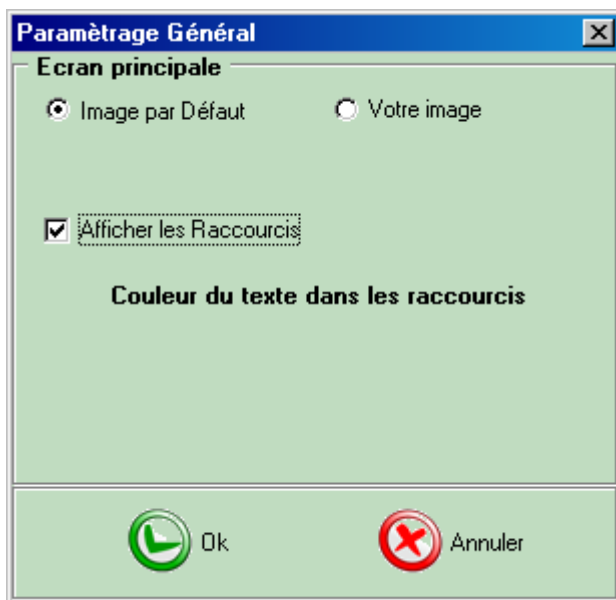 Paramètrage Général
Ecran principale
Image par Défaut
Votre image
Afficher les Raccourcis
Couleur du texte dans les raccourcis
Ok
Annuler